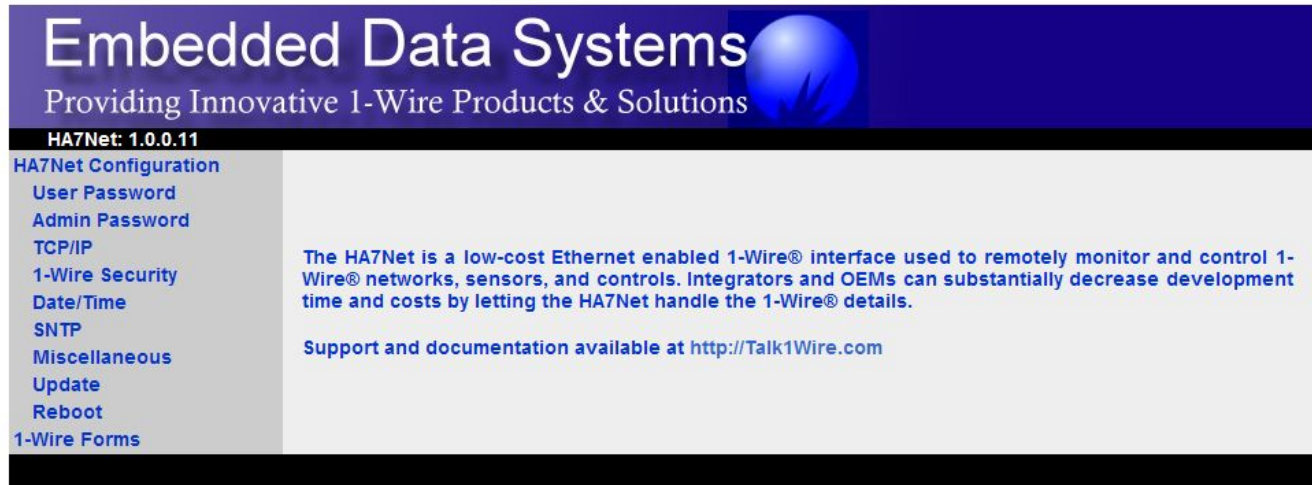 Embedded Data Systems
Providing Innovative 1-Wire Products & Solutions
HA7Net: 1.0.0.11
HA7Net Configuration
User Password
Admin Password
TCP/IP
1-Wire Security
Date/Time
SNTP
Miscellaneous
Update
Reboot
1-Wire Forms
The HA7Net is a low-cost Ethernet enabled 1-Wire® interface used to remotely monitor and control 1-
Wire® networks, sensors, and controls. Integrators and OEMs can substantially decrease development
time and costs by letting the HA7Net handle the 1-Wire® details.
Support and documentation available at http://Talk1Wire.com